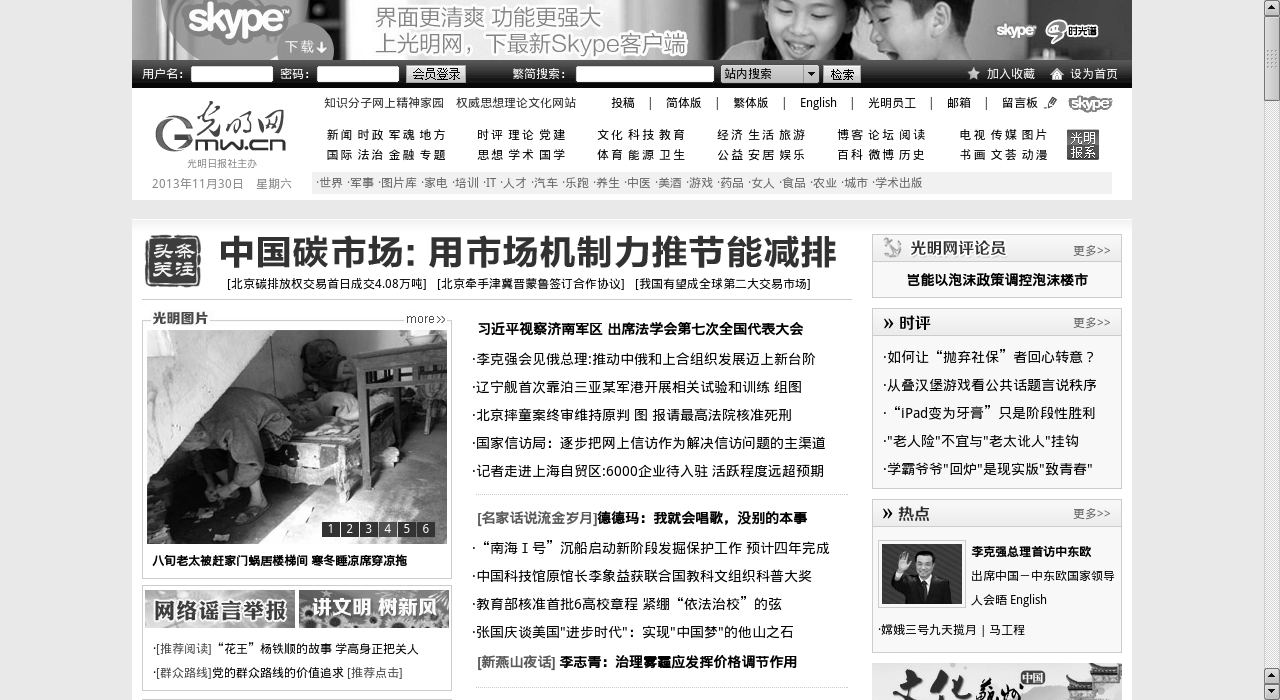 skype™ 下载↓
界面更清爽 功能更强大
上光明网，下最新Skype客户端
skype 时光谱
用户名： 密码： 会员登录 繁简搜索： 站内搜索 检索 加入收藏 设为首页
光明网
Gmw.cn
光明日报社主办
2013年11月30日 星期六
知识分子网上精神家园 权威思想理论文化网站 投稿 | 简体版 | 繁体版 | English | 光明员工 | 邮箱 | 留言板 skype
新闻 时政 军魂 地方 时评 理论 党建 文化 科技 教育 经济 生活 旅游 博客 论坛 阅读 电视 传媒 图片
国际 法治 金融 专题 思想 学术 国学 体育 能源 卫生 公益 安居 娱乐 百科 微博 历史 书画 文荟 动漫
光明
报系
·世界 ·军事 ·图片库 ·家电 ·培训 ·IT ·人才 ·汽车 ·乐跑 ·养生 ·中医 ·美酒 ·游戏 ·药品 ·女人 ·食品 ·农业 ·城市 ·学术出版
头条
关注
中国碳市场: 用市场机制力推节能减排
[北京碳排放权交易首日成交4.08万吨] [北京牵手津冀晋蒙鲁签订合作协议] [我国有望成全球第二大交易市场]
光明图片 more>>
1 2 3 4 5 6
八旬老太被赶家门蜗居楼梯间 寒冬睡凉席穿凉拖
网络谣言举报 讲文明 树新风
·[推荐阅读]“花王”杨铁顺的故事 学高身正把片关人
·[群众路线]党的群众路线的价值追求 [推荐点击]
习近平视察济南军区 出席法学会第七次全国代表大会
·李克强会见俄总理:推动中俄和上合组织发展迈上新台阶
·辽宁舰首次靠泊三亚某军港开展相关试验和训练 组图
·北京摔童案终审维持原判 图 报请最高法院核准死刑
·国家信访局：逐步把网上信访作为解决信访问题的主渠道
·记者走进上海自贸区:6000企业待入驻 活跃程度远超预期
[名家话说流金岁月]德德玛：我就会唱歌，没别的本事
·“南海Ⅰ号”沉船启动新阶段发掘保护工作 预计四年完成
·中国科技馆原馆长李象益获联合国教科文组织科普大奖
·教育部核准首批6高校章程 紧绷“依法治校”的弦
·张国庆谈美国"进步时代"：实现"中国梦"的他山之石
[新燕山夜话] 李志青：治理雾霾应发挥价格调节作用
光明网评论员 更多>>
岂能以泡沫政策调控泡沫楼市
» 时评 更多>>
·如何让“抛弃社保”者回心转意？
·从叠汉堡游戏看公共话题言说秩序
·“iPad变为牙膏”只是阶段性胜利
·"老人险"不宜与"老太讹人"挂钩
·学霸爷爷"回炉"是现实版"致青春"
» 热点 更多>>
李克强总理首访中东欧
出席中国－中东欧国家领导
人会晤 English
·嫦娥三号九天揽月 | 马工程
文化 中国